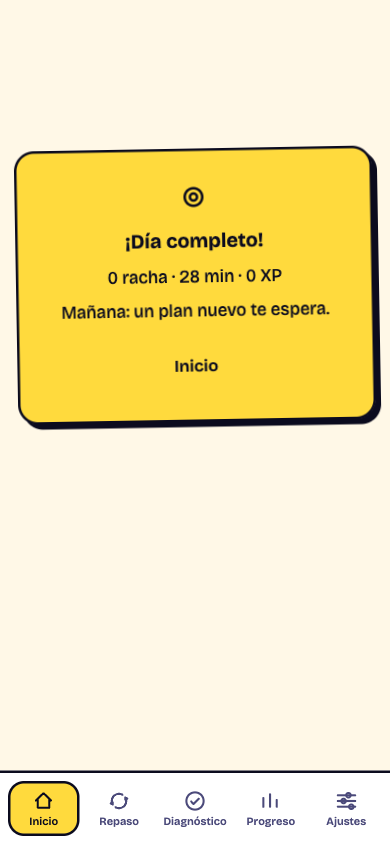 ¡Día completo!
0 racha · 28 min · 0 XP
Mañana: un plan nuevo te espera.
Inicio
Inicio
Repaso
Diagnóstico
Progreso
Ajustes